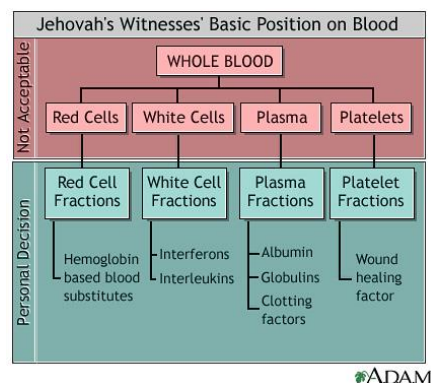 Jehovah's Witnesses' Basic Position on Blood
Not Acceptable
WHOLE BLOOD
Red Cells
White Cells
Plasma
Platelets
Personal Decision
Red Cell
Fractions
White Cell
Fractions
Plasma
Fractions
Platelet
Fractions
Hemoglobin
based blood
substitutes
Interferons
Interleukins
Albumin
Globulins
Clotting
factors
Wound
healing
factor
ADAM